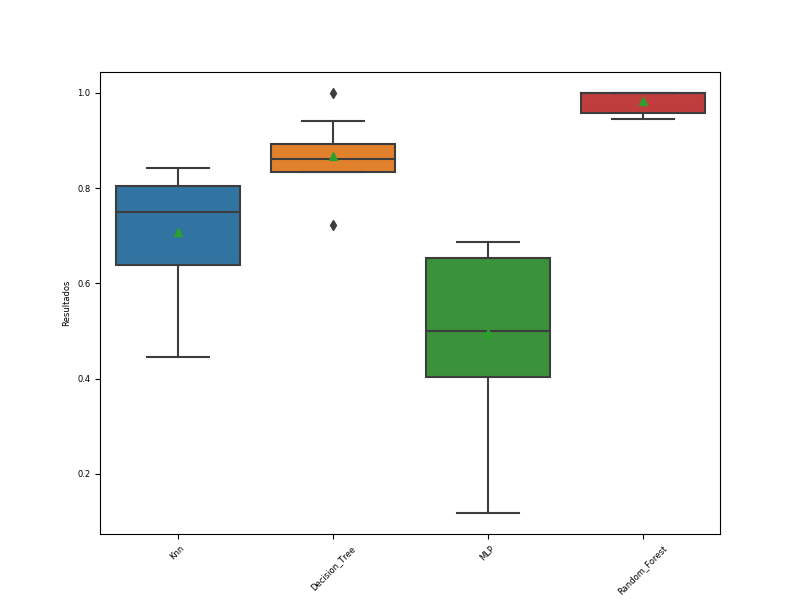 1.0
0.8
0.6
0.4
0.2
Resultados
Knn
Decision_Tree
MLP
Random_Forest